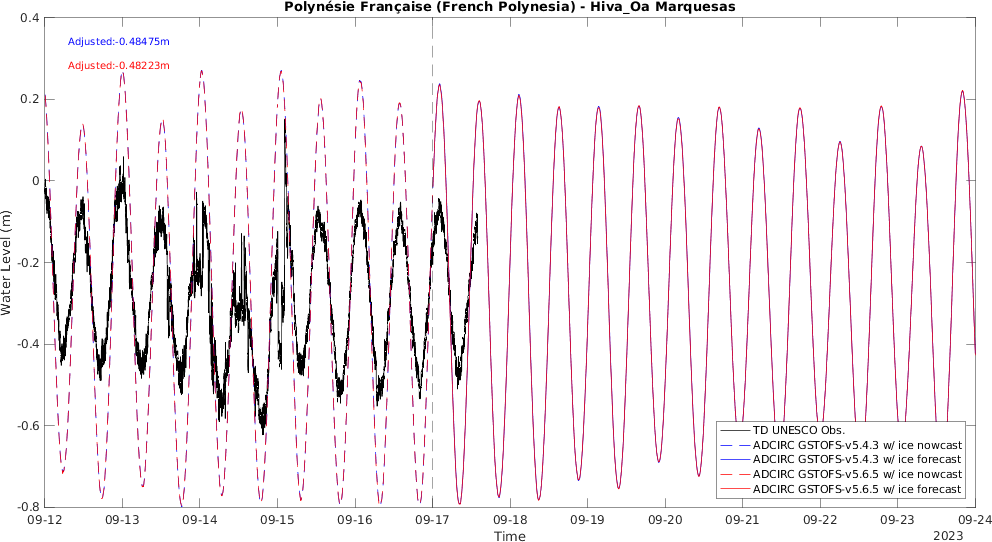 Polynésie Française (French Polynesia) - Hiva_Oa Marquesas
Adjusted:-0.48475m
Adjusted:-0.48223m
Water Level (m)
0.4
0.2
0
-0.2
-0.4
-0.6
-0.8
TD UNESCO Obs.
ADCIRC GSTOFS-v5.4.3 w/ ice nowcast
ADCIRC GSTOFS-v5.4.3 w/ ice forecast
ADCIRC GSTOFS-v5.6.5 w/ ice nowcast
ADCIRC GSTOFS-v5.6.5 w/ ice forecast
09-12 09-13 09-14 09-15 09-16 09-17 09-18 09-19 09-20 09-21 09-22 09-23 09-24
Time
2023